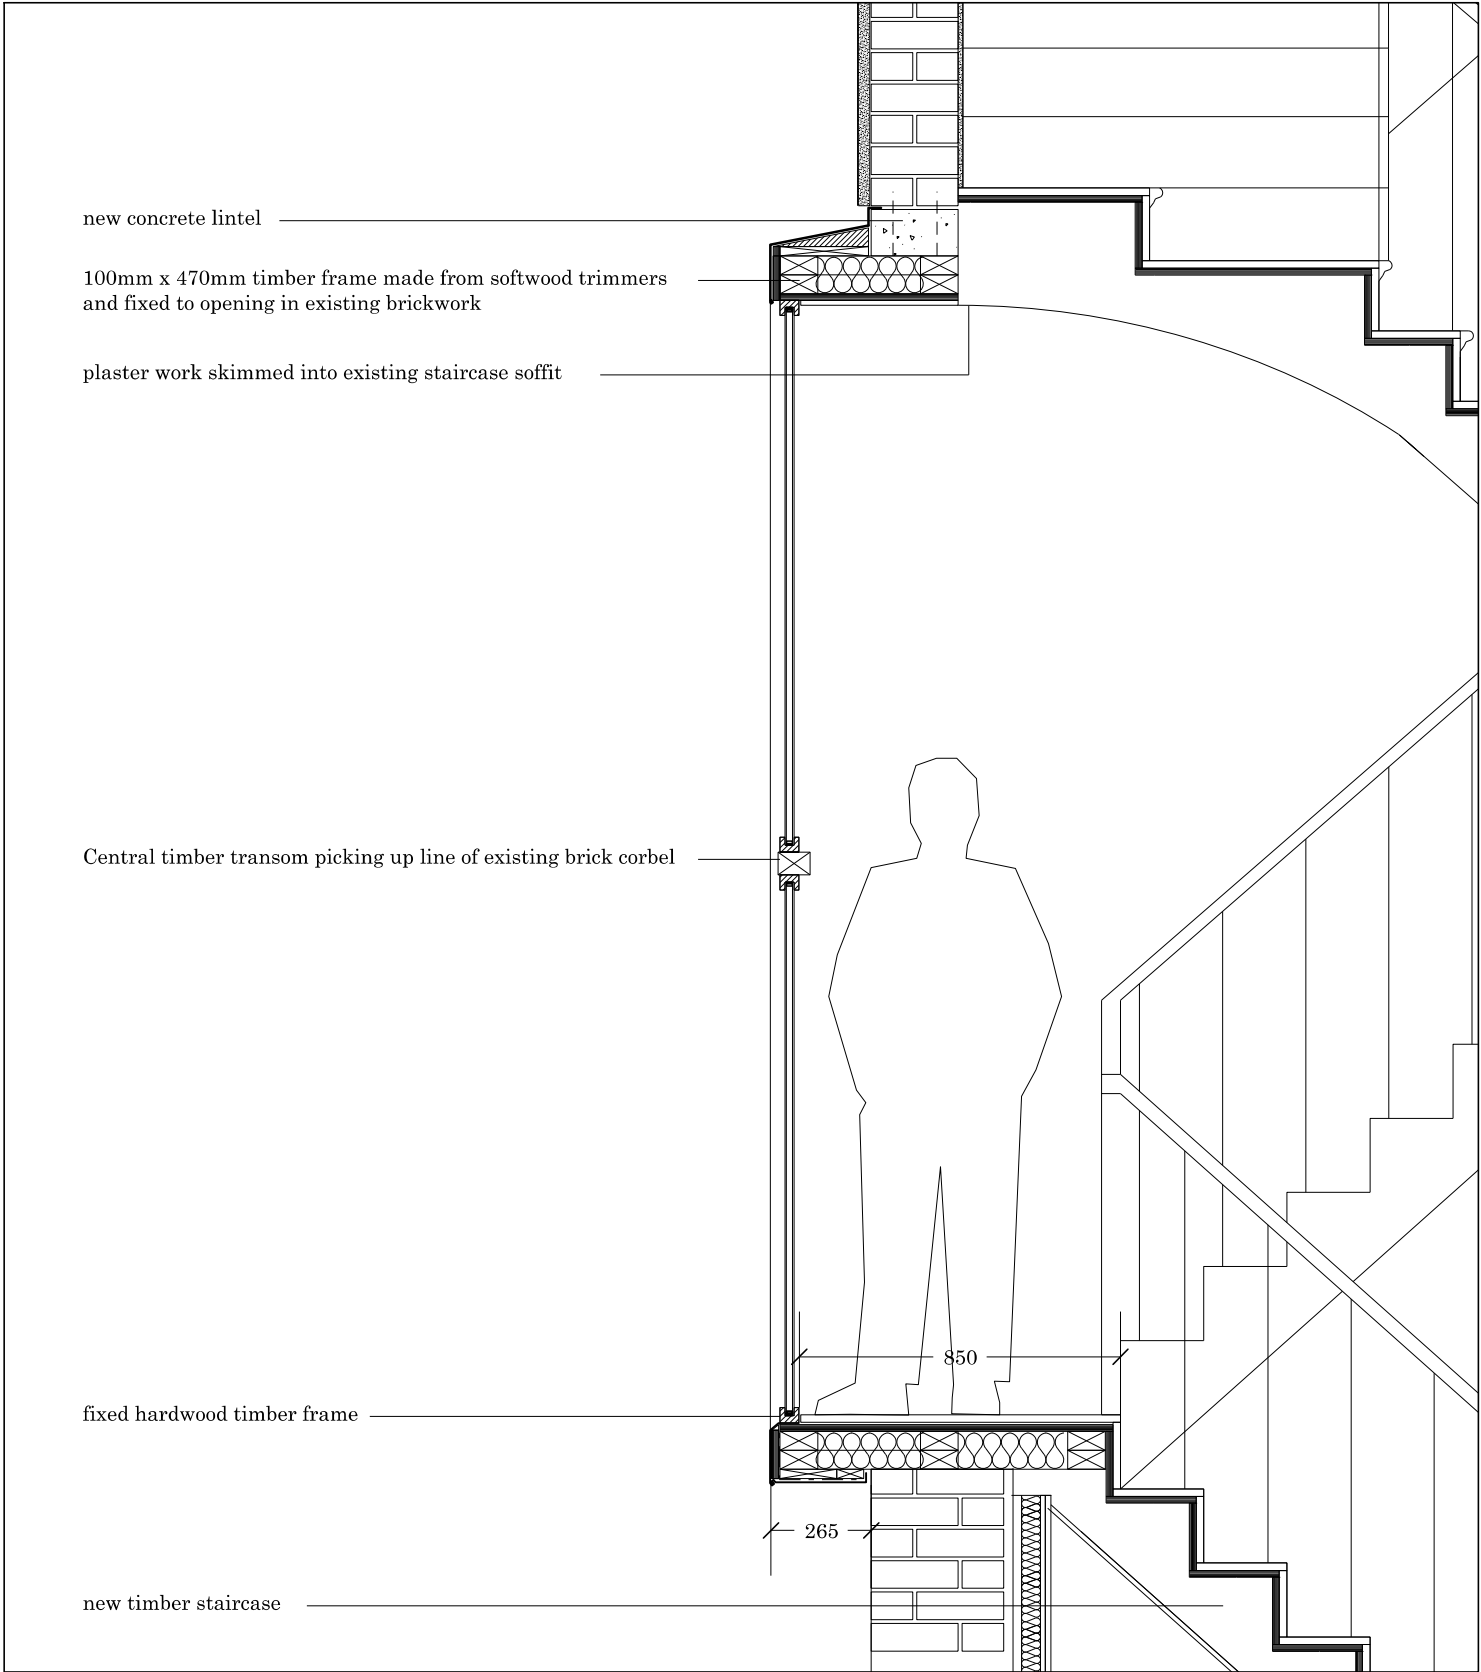 new concrete lintel
100mm x 470mm timber frame made from softwood trimmers
and fixed to opening in existing brickwork
plaster work skimmed into existing staircase soffit
Central timber transom picking up line of existing brick corbel
850
fixed hardwood timber frame
265
new timber staircase